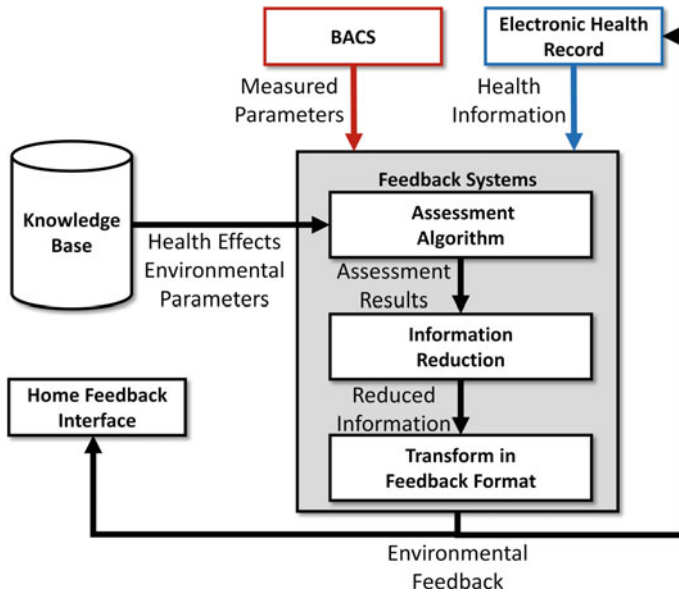 BACS
Electronic Health
Record
Measured
Parameters
Health
Information
Feedback Systems
Knowledge
Base
Assessment
Algorithm
Health Effects
Environmental
Parameters
Assessment
Results
Information
Reduction
Home Feedback
Interface
Reduced
Information
Transform in
Feedback Format
Environmental
Feedback